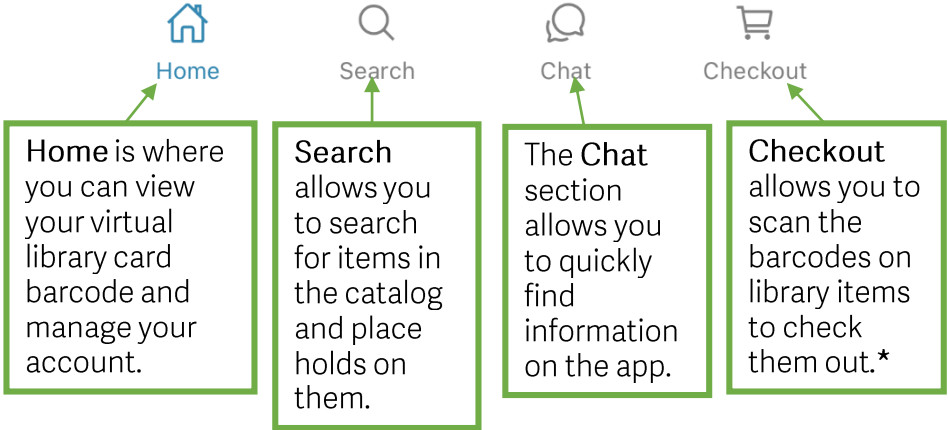 Home
Search
Chat
Checkout
Home is where
you can view
your virtual
library card
barcode and
manage your
account.
Search
allows you
to search
for items in
the catalog
and place
holds on
them.
The Chat
section
allows you
to quickly
find
information
on the app.
Checkout
allows you to
scan the
barcodes on
library items
to check
them out.*